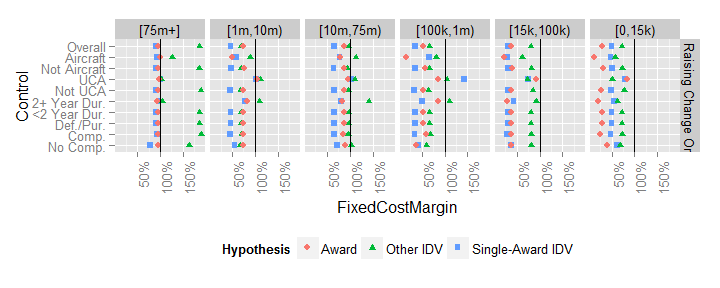 [75m+]
[1m,10m)
[10m,75m)
[100k,1m)
[15k,100k)
[0,15k)
Control
Overall
Aircraft
Not Aircraft
UCA
Not UCA
2+ Year Dur.
<2 Year Dur.
Def./Pur.
Comp.
No Comp.
Raising Change Or
50% 100% 150%
50% 100% 150%
50% 100% 150%
50% 100% 150%
50% 100% 150%
50% 100% 150%
FixedCostMargin
Hypothesis Award Other IDV Single-Award IDV